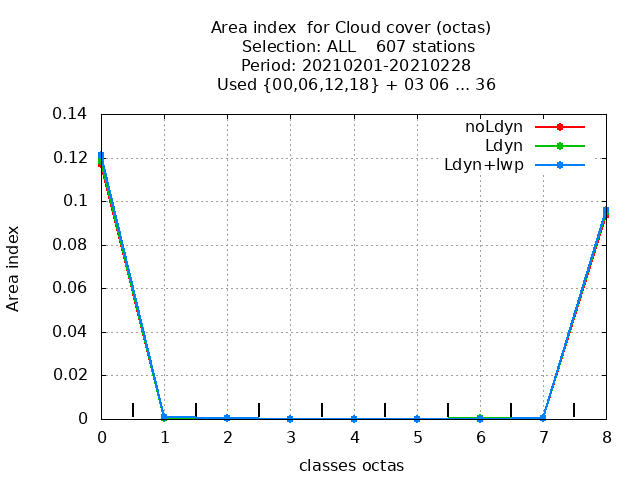 Area index  for Cloud cover (octas)
Selection: ALL    607 stations
Period: 20210201-20210228
Used {00,06,12,18} + 03 06 ... 36
noLdyn
Ldyn
Ldyn+lwp
0.14
0.12
0.1
0.08
0.06
0.04
0.02
0
Area index
0 1 2 3 4 5 6 7 8
classes octas